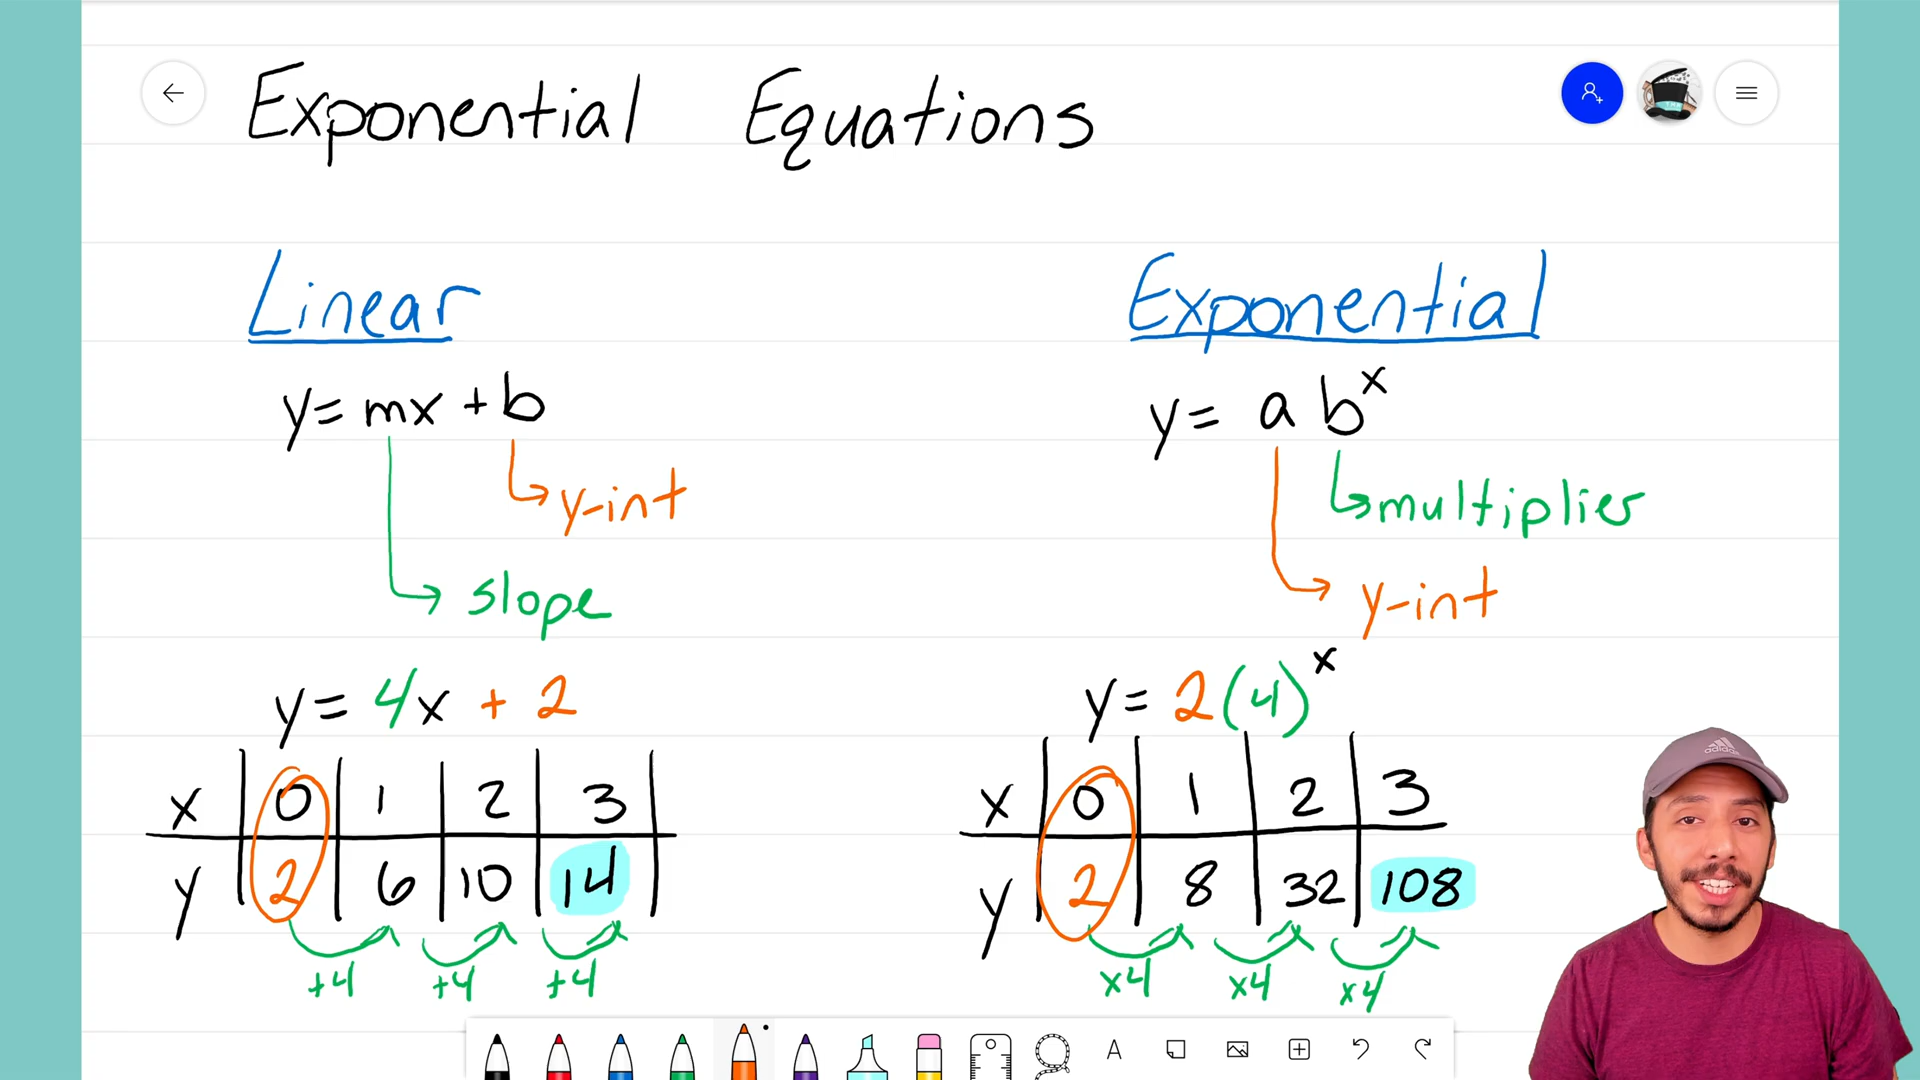 Exponential Equations
Linear
y = mx + b
y-int
slope
y = 4x + 2
x 0 1 2 3
y 2 6 10 14
+4 +4 +4
Exponential
y = a b^x
multiplier
y-int
y = 2(4)^x
x 0 1 2 3
y 2 8 32 108
x4 x4 x4
adidas
A